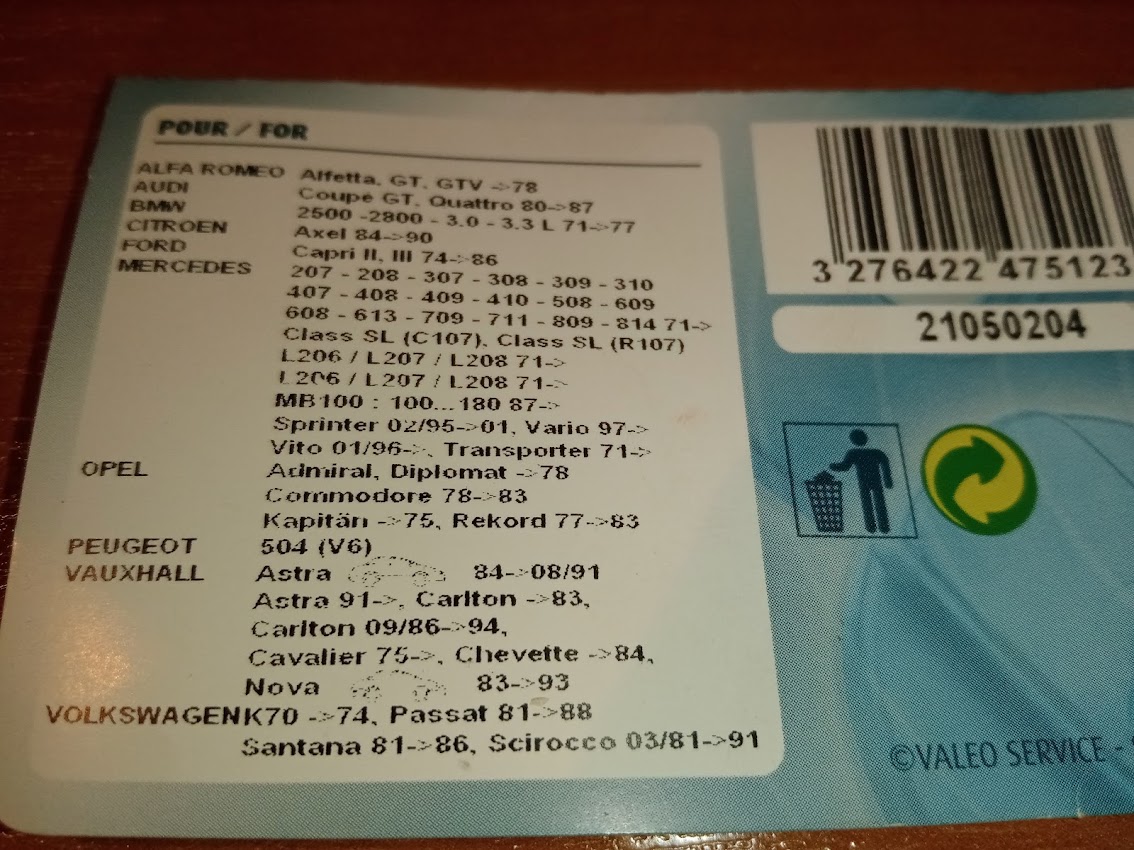 POUR / FOR
ALFA ROMEO Alfetta, GT, GTV ->78
AUDI Coupé GT, Quattro 80->87
BMW 2500 -2800 - 3.0 - 3.3 L 71->77
CITROEN Axel 84->90
FORD Capri II, III 74->86
MERCEDES 207 - 208 - 307 - 308 - 309 - 310
407 - 408 - 409 - 410 - 508 - 609
608 - 613 - 709 - 711 - 809 - 814 71->
Class SL (C107), Class SL (R107)
L206 / L207 / L208 71->
L206 / L207 / L208 71->
MB100 : 100...180 87->
Sprinter 02/95->01, Vario 97->
Vito 01/96->, Transporter 71->
OPEL Admiral, Diplomat ->78
Commodore 78->83
Kapitän ->75, Rekord 77->83
PEUGEOT 504 (V6)
VAUXHALL Astra 84->08/91
Astra 91->, Carlton ->83,
Carlton 09/86->94,
Cavalier 75->, Chevette ->84,
Nova 83->93
VOLKSWAGEN K70 ->74, Passat 81->88
Santana 81->86, Scirocco 03/81->91
3 276422 475123
21050204
©VALEO SERVICE -